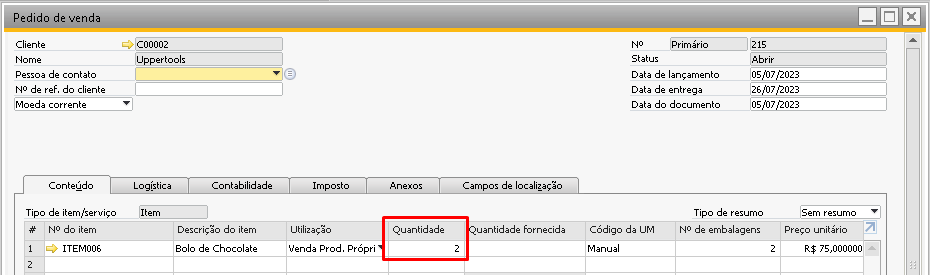 Pedido de venda
Cliente C00002 Nº Primário 215
Nome Uppertools Status Abrir
Pessoa de contato Data de lançamento 05/07/2023
Nº de ref. do cliente Data de entrega 26/07/2023
Moeda corrente Data do documento 05/07/2023
Conteúdo Logística Contabilidade Imposto Anexos Campos de localização
Tipo de item/serviço Item Tipo de resumo Sem resumo
# Nº do item Descrição do item Utilização Quantidade Quantidade fornecida Código da UM Nº de embalagens Preço unitário
1 ITEM006 Bolo de Chocolate Venda Prod. Própri 2 Manual 2 R$ 75,000000
2